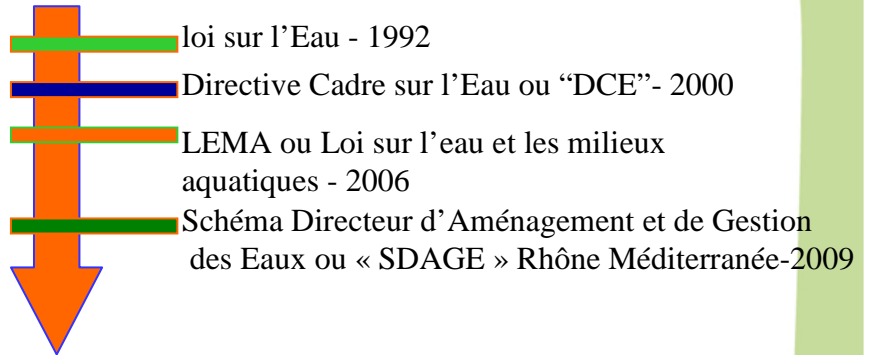 loi sur l’Eau - 1992
Directive Cadre sur l’Eau ou “DCE”- 2000
LEMA ou Loi sur l’eau et les milieux
aquatiques - 2006
Schéma Directeur d’Aménagement et de Gestion
des Eaux ou « SDAGE » Rhône Méditerranée-2009